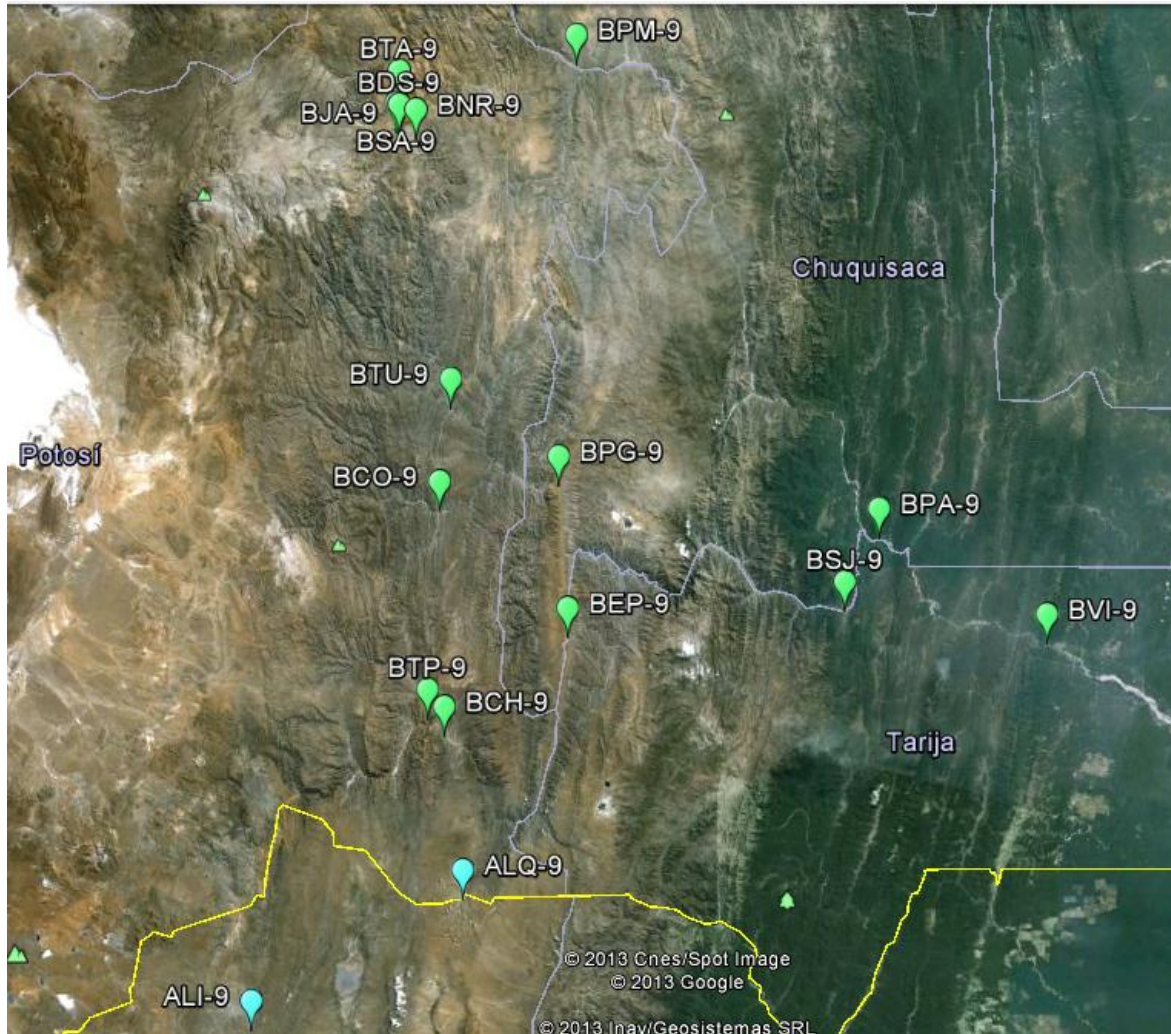 BPM-9
BTA-9
BDS-9
BJA-9
BNR-9
BSA-9
Chuquisaca
BTU-9
Potosí
BPG-9
BCO-9
BPA-9
BSJ-9
BEP-9
BVI-9
BTP-9
BCH-9
Tarija
ALQ-9
© 2013 Cnes/Spot Image
© 2013 Google
ALI-9
© 2013 Inav/Geosistemas SRL